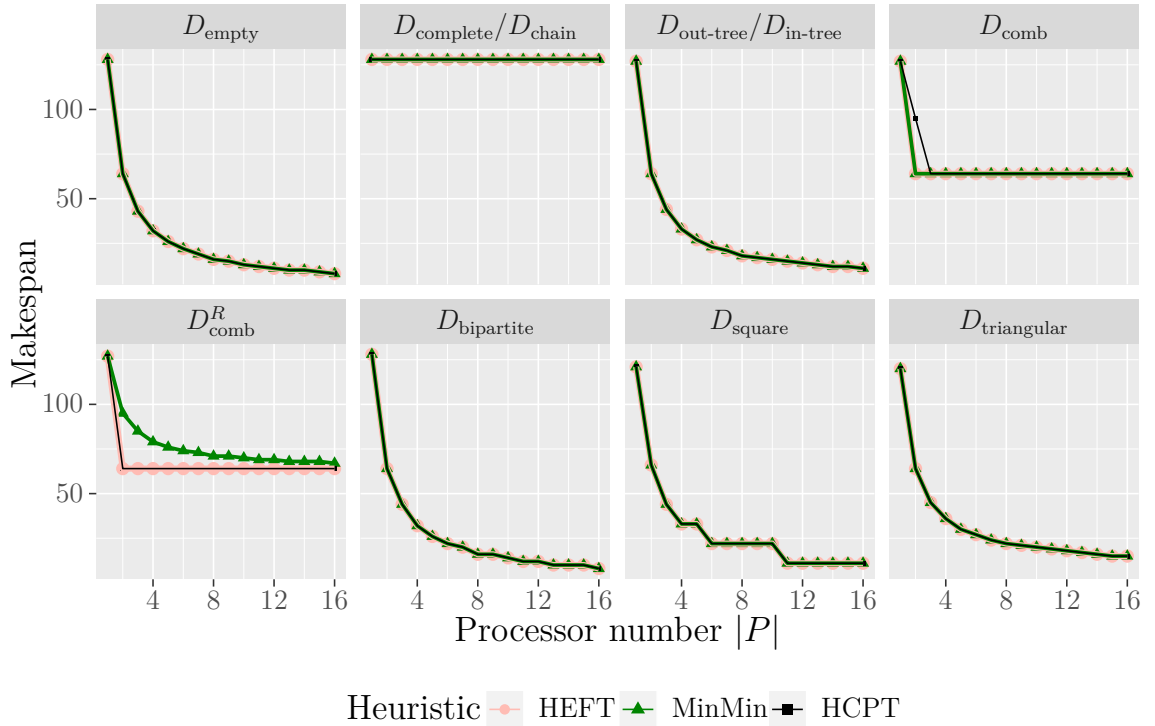 D_empty D_complete/D_chain D_out-tree/D_in-tree D_comb
100
50
D^R_comb D_bipartite D_square D_triangular
100
50
Makespan
4 8 12 16 4 8 12 16 4 8 12 16 4 8 12 16
Processor number |P|
Heuristic HEFT MinMin HCPT